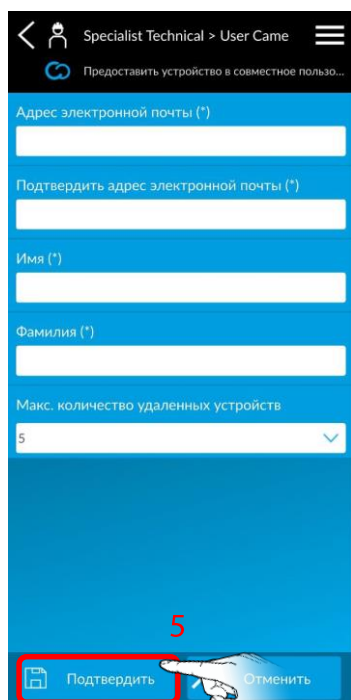 Specialist Technical > User Came
Предоставить устройство в совместное пользо...
Адрес электронной почты (*)
Подтвердить адрес электронной почты (*)
Имя (*)
Фамилия (*)
Макс. количество удаленных устройств
5
5
Подтвердить
Отменить